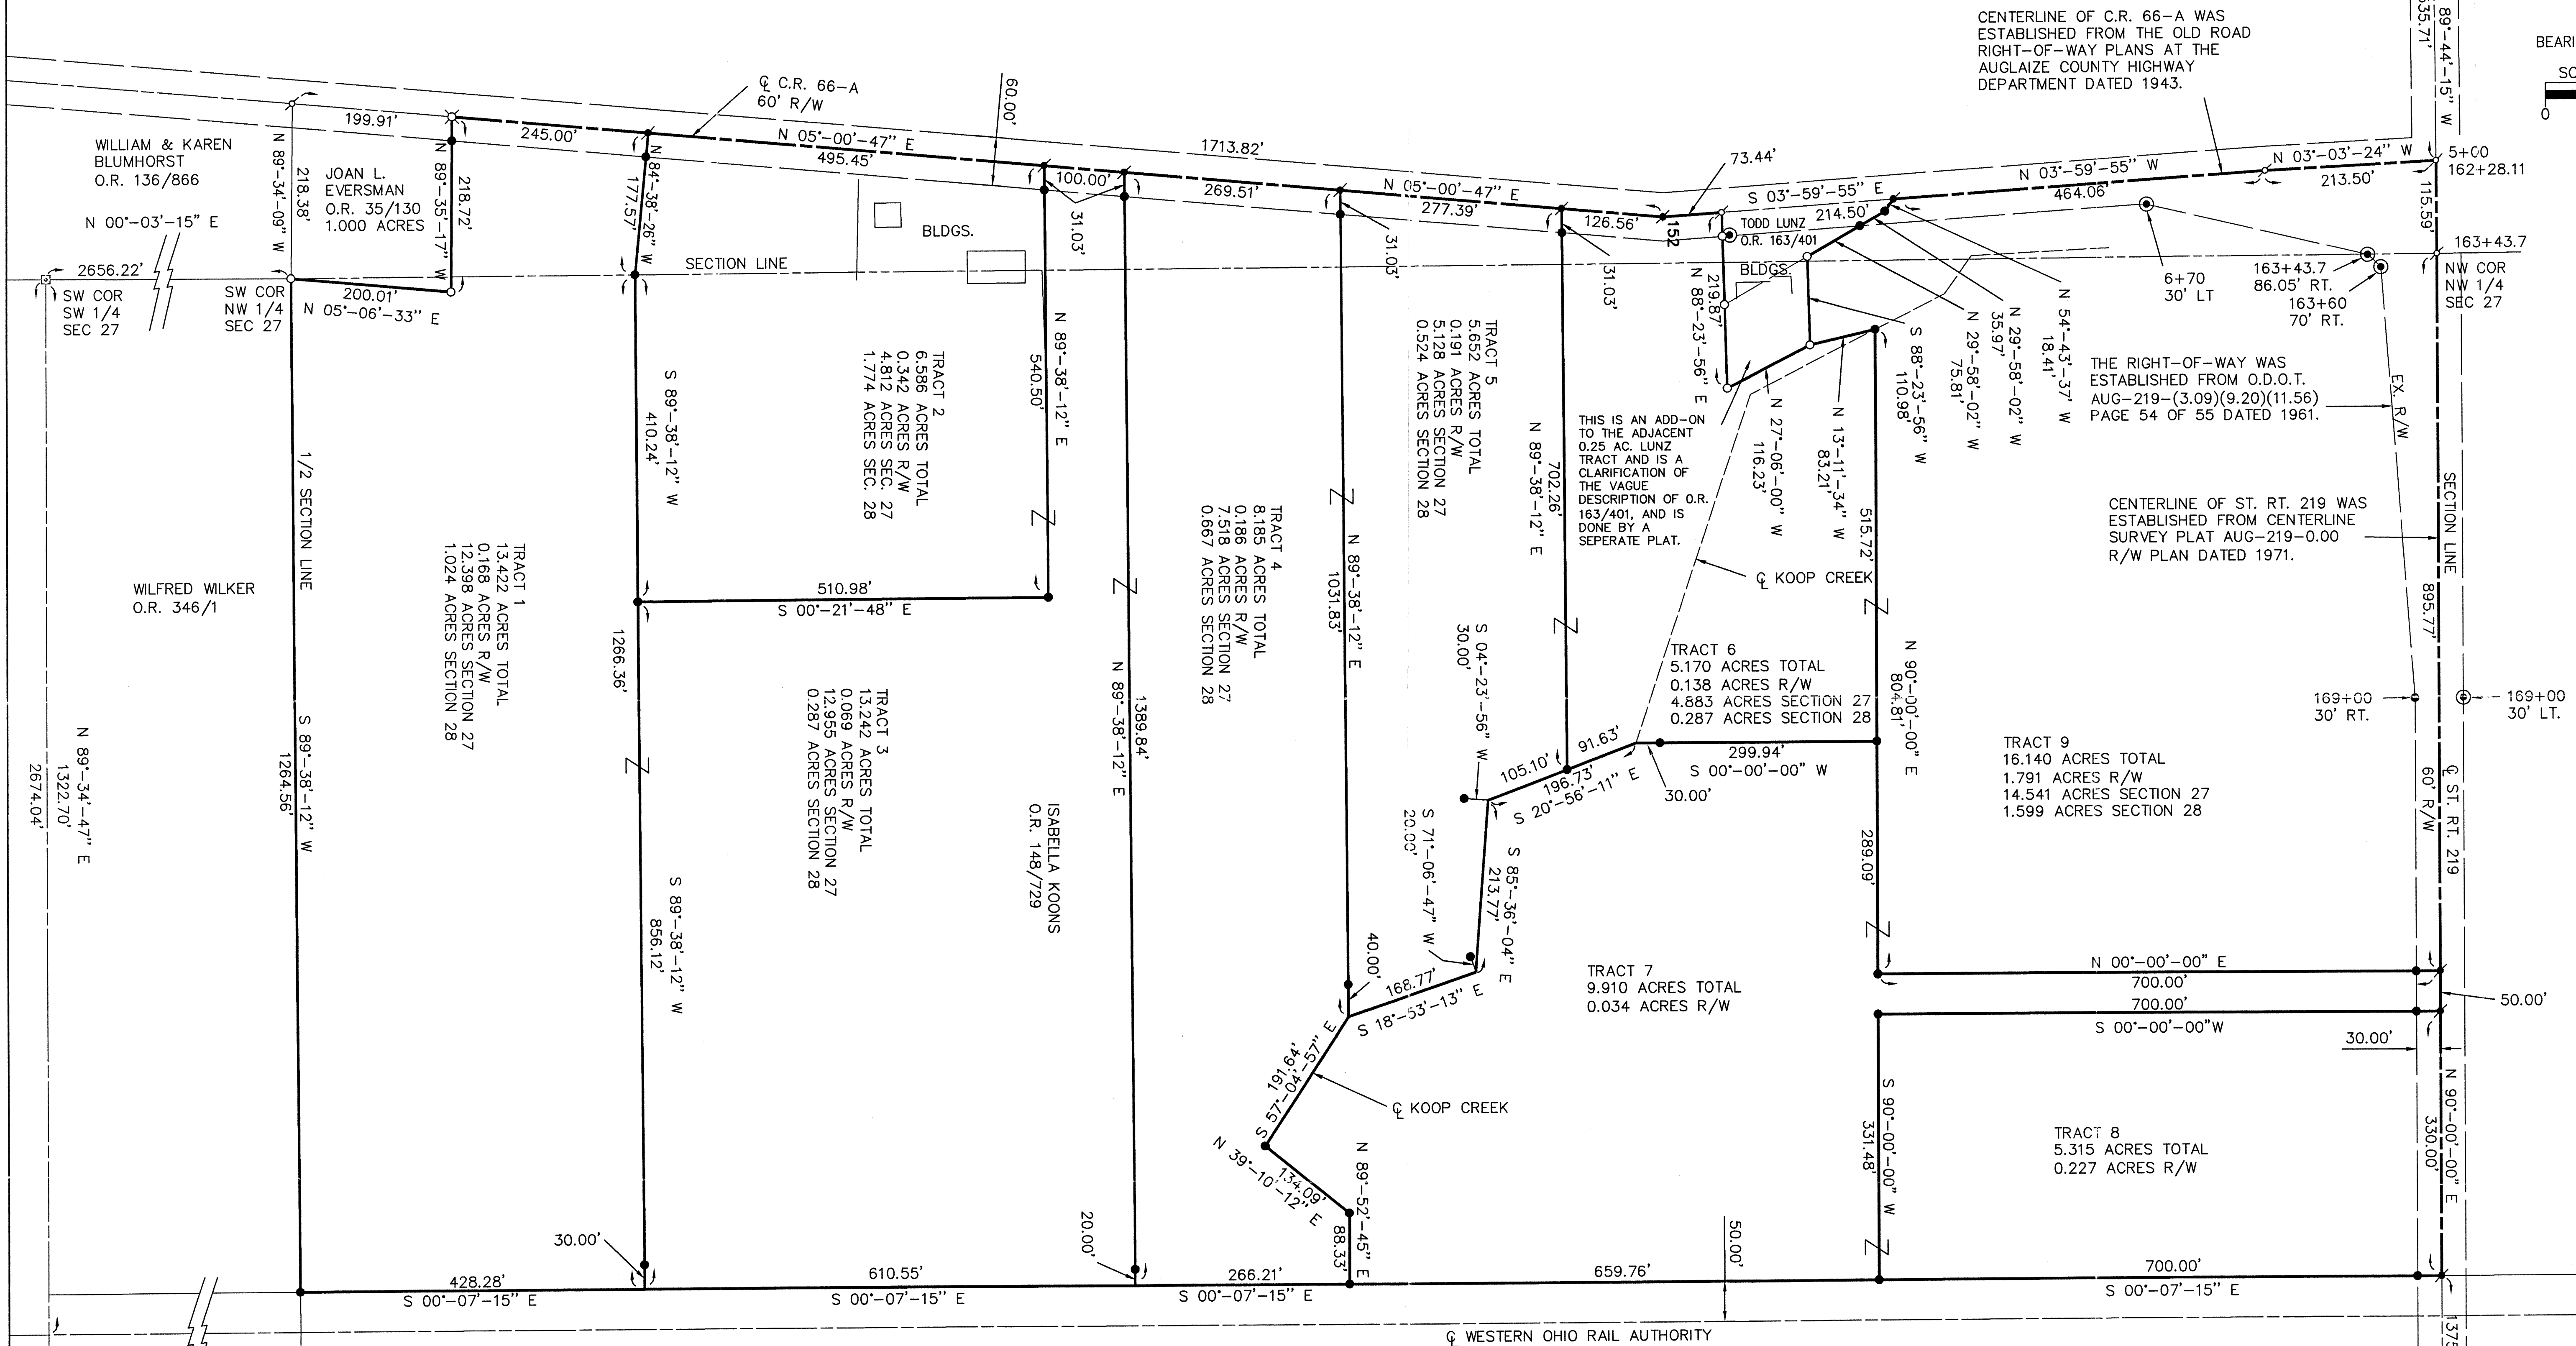 CENTERLINE OF C.R. 66-A WAS
ESTABLISHED FROM THE OLD ROAD
RIGHT-OF-WAY PLANS AT THE
AUGLAIZE COUNTY HIGHWAY
DEPARTMENT DATED 1943.
89°-44'-15" W
BEARI
SC
0
℄ C.R. 66-A
60' R/W
60.00'
199.91'
245.00'
N 05°-00'-47" E
495.45'
1713.82'
100.00'
269.51'
N 05°-00'-47" E
277.39'
126.56'
73.44'
152
S 03°-59'-55" E
214.50'
N 03°-59'-55" W
464.06'
N 03°-03'-24" W
213.50'
5+00
162+28.11
115.59'
163+43.7
NW COR
NW 1/4
SEC 27
WILLIAM & KAREN
BLUMHORST
O.R. 136/866
N 00°-03'-15" E
2656.22'
SW COR
SW 1/4
SEC 27
SW COR
NW 1/4
SEC 27
N 89°-34'-09" W
218.38'
JOAN L.
EVERSMAN
O.R. 35/130
1.000 ACRES
N 89°-35'-17" W
218.72'
200.01'
N 05°-06'-33" E
N 84°-38'-26" W
177.57'
SECTION LINE
BLDGS.
31.03'
31.03'
31.03'
TODD LUNZ
O.R. 163/401
BLDGS.
219.87'
N 88°-23'-56" E
6+70
30' LT
163+43.7
86.05' RT.
163+60
70' RT.
N 54°-43'-37" W
18.41'
N 29°-58'-02" W
35.97'
N 29°-58'-02" W
75.81'
S 88°-23'-56" W
110.98'
N 13°-11'-34" W
83.21'
N 27°-06'-00" W
116.23'
THE RIGHT-OF-WAY WAS
ESTABLISHED FROM O.D.O.T.
AUG-219-(3.09)(9.20)(11.56)
PAGE 54 OF 55 DATED 1961.
EX. R/W
THIS IS AN ADD-ON
TO THE ADJACENT
0.25 AC. LUNZ
TRACT AND IS A
CLARIFICATION OF
THE VAGUE
DESCRIPTION OF O.R.
163/401, AND IS
DONE BY A
SEPERATE PLAT.
℄ KOOP CREEK
CENTERLINE OF ST. RT. 219 WAS
ESTABLISHED FROM CENTERLINE
SURVEY PLAT AUG-219-0.00
R/W PLAN DATED 1971.
SECTION LINE
895.77'
169+00
30' RT.
169+00
30' LT.
60' R/W
℄ ST. RT. 219
WILFRED WILKER
O.R. 346/1
N 89°-34'-47" E
1322.70'
2674.04'
1/2 SECTION LINE
S 89°-38'-12" W
1264.56'
TRACT 1
13.422 ACRES TOTAL
0.168 ACRES R/W
12.398 ACRES SECTION 27
1.024 ACRES SECTION 28
S 89°-38'-12" W
410.24'
1266.36'
S 89°-38'-12" W
856.12'
TRACT 2
6.586 ACRES TOTAL
0.342 ACRES R/W
4.812 ACRES SEC. 27
1.774 ACRES SEC. 28
510.98'
S 00°-21'-48" E
N 89°-38'-12" E
540.50'
TRACT 3
13.242 ACRES TOTAL
0.069 ACRES R/W
12.955 ACRES SECTION 27
0.287 ACRES SECTION 28
ISABELLA KOONS
O.R. 148/729
N 89°-38'-12" E
1389.84'
TRACT 4
8.185 ACRES TOTAL
0.186 ACRES R/W
7.518 ACRES SECTION 27
0.667 ACRES SECTION 28
N 89°-38'-12" E
1031.83'
40.00'
TRACT 5
5.652 ACRES TOTAL
0.191 ACRES R/W
5.128 ACRES SECTION 27
0.524 ACRES SECTION 28
N 89°-38'-12" E
702.26'
S 04°-23'-56" W
30.00'
TRACT 6
5.170 ACRES TOTAL
0.138 ACRES R/W
4.883 ACRES SECTION 27
0.287 ACRES SECTION 28
515.72'
N 90°-00'-00" E
804.81'
299.94'
S 00°-00'-00" W
30.00'
91.63'
105.10'
196.73'
S 20°-56'-11" E
S 85°-36'-04" E
213.77'
S 71°-06'-47" W
20.00'
168.77'
S 18°-53'-13" E
289.09'
TRACT 9
16.140 ACRES TOTAL
1.791 ACRES R/W
14.541 ACRES SECTION 27
1.599 ACRES SECTION 28
N 00°-00'-00" E
700.00'
700.00'
S 00°-00'-00"W
50.00'
30.00'
TRACT 7
9.910 ACRES TOTAL
0.034 ACRES R/W
191.64'
S 57°-04'-57" E
℄ KOOP CREEK
134.09'
N 39°-10'-12" E
N 89°-52'-45" E
88.33'
S 90°-00'-00" W
331.48'
TRACT 8
5.315 ACRES TOTAL
0.227 ACRES R/W
N 90°-00'-00" E
330.00'
30.00'
20.00'
50.00'
428.28'
S 00°-07'-15" E
610.55'
S 00°-07'-15" E
266.21'
S 00°-07'-15" E
659.76'
700.00'
S 00°-07'-15" E
℄ WESTERN OHIO RAIL AUTHORITY